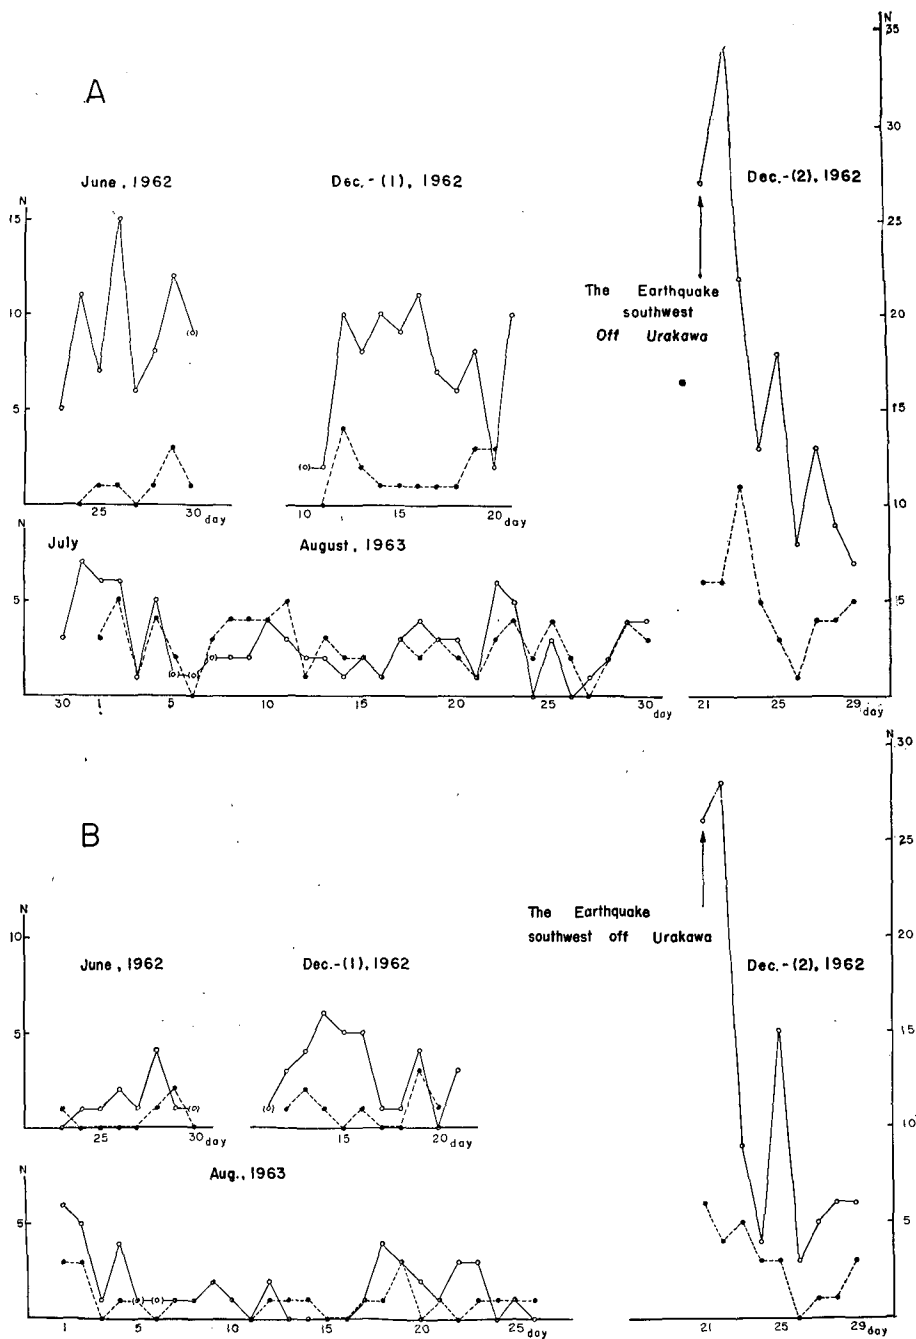 A
June, 1962
Dec.-(1), 1962
Dec.-(2), 1962
N
15
10
5
25
30 day
10
15
20 day
N
35
30
25
20
15
10
15
The Earthquake
southwest
Off Urakawa
21
25
29 day
N
July
August, 1963
5
30
1
5
10
15
20
25
30 day
B
June, 1962
Dec.-(1), 1962
Dec.-(2), 1962
N
10
5
25
30 day
15
20 day
N
30
25
20
15
10
5
The Earthquake
southwest off Urakawa
21
25
29 day
Aug., 1963
N
5
1
5
10
15
20
25 day